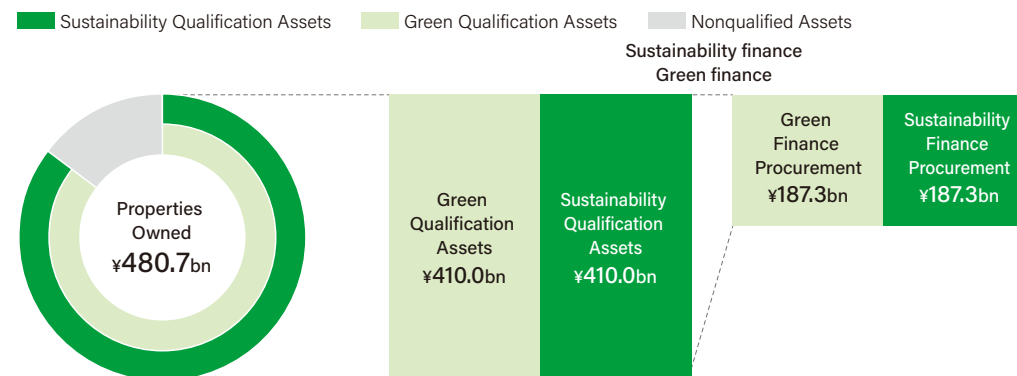 Sustainability Qualification Assets
Green Qualification Assets
Nonqualified Assets
Sustainability finance
Green finance
Properties
Owned
¥480.7bn
Green
Qualification
Assets
¥410.0bn
Sustainability
Qualification
Assets
¥410.0bn
Green
Finance
Procurement
¥187.3bn
Sustainability
Finance
Procurement
¥187.3bn